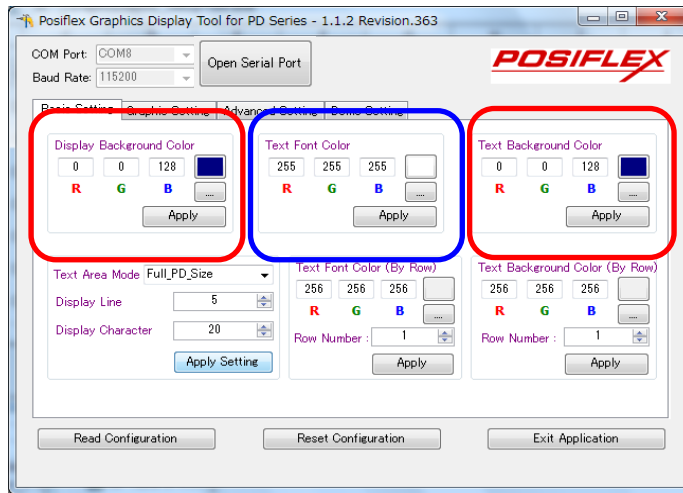 Posiflex Graphics Display Tool for PD Series - 1.1.2 Revision.363
COM Port: COM8
Open Serial Port
POSIFLEX
Baud Rate: 115200
Basic Setting Graphic Setting Advanced Setting Demo Setting
Display Background Color Text Font Color Text Background Color
0 0 128 255 255 255 0 0 128
R G B .... R G B .... R G B ....
Apply Apply Apply
Text Area Mode Full_PD_Size
Display Line 5
Display Character 20
Apply Setting
Text Font Color (By Row)
256 256 256
R G B ....
Row Number : 1
Apply
Text Background Color (By Row)
256 256 256
R G B ....
Row Number : 1
Apply
Read Configuration Reset Configuration Exit Application